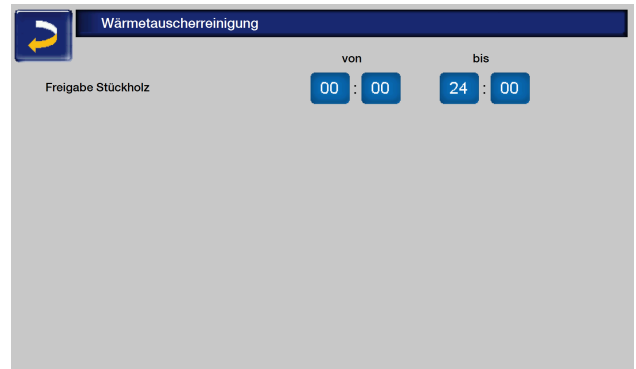 Wärmetauscherreinigung
von bis
Freigabe Stückholz 00 : 00 24 : 00